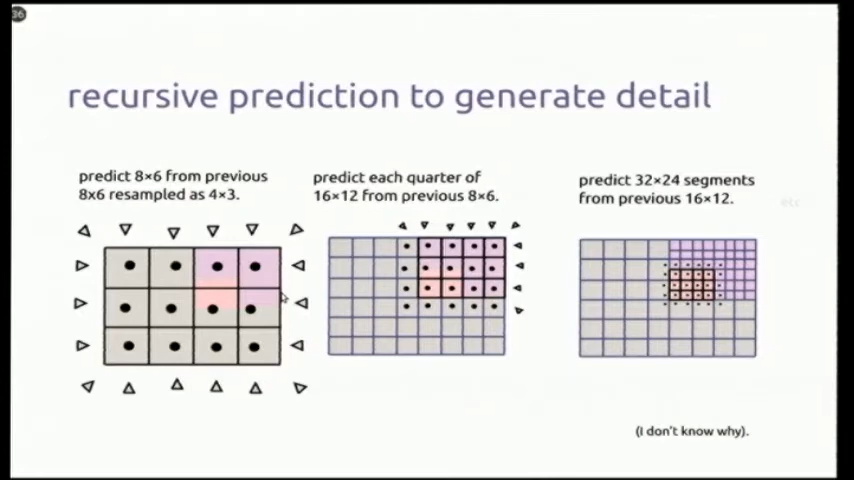 36
recursive prediction to generate detail
predict 8×6 from previous
8x6 resampled as 4×3.
predict each quarter of
16×12 from previous 8×6.
predict 32×24 segments
from previous 16×12.
(I don't know why).